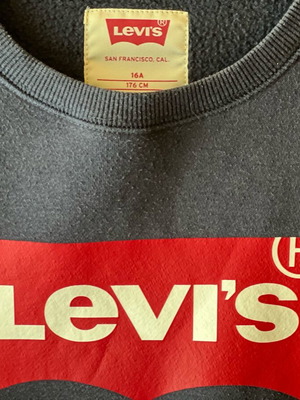 Levi's®
SAN FRANCISCO, CAL.
16A
176 CM
Levi's®